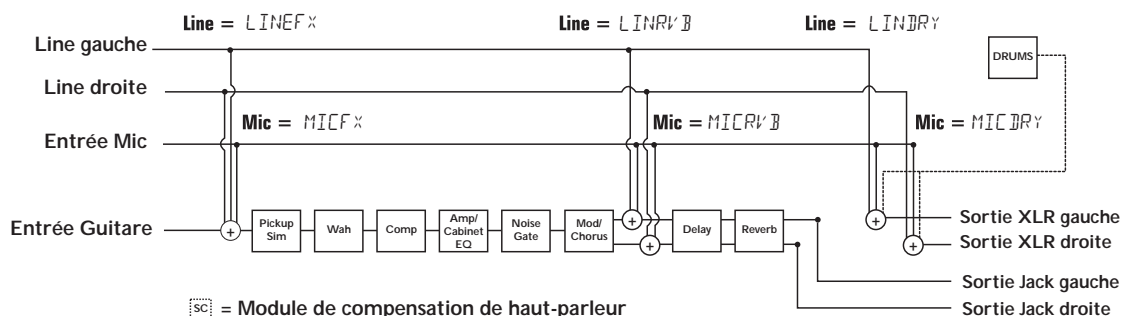 Line = LINEFX Line = LINRVB Line = LINDRY
Line gauche
DRUMS
Line droite
Mic = MICFX Mic = MICRVB Mic = MICDRY
Entrée Mic
Entrée Guitare
+
Pickup
Sim
Wah
Comp
Amp/
Cabinet
EQ
Noise
Gate
Mod/
Chorus
+
+
Delay
Reverb
+
+
Sortie XLR gauche
Sortie XLR droite
Sortie Jack gauche
Sortie Jack droite
SC = Module de compensation de haut-parleur